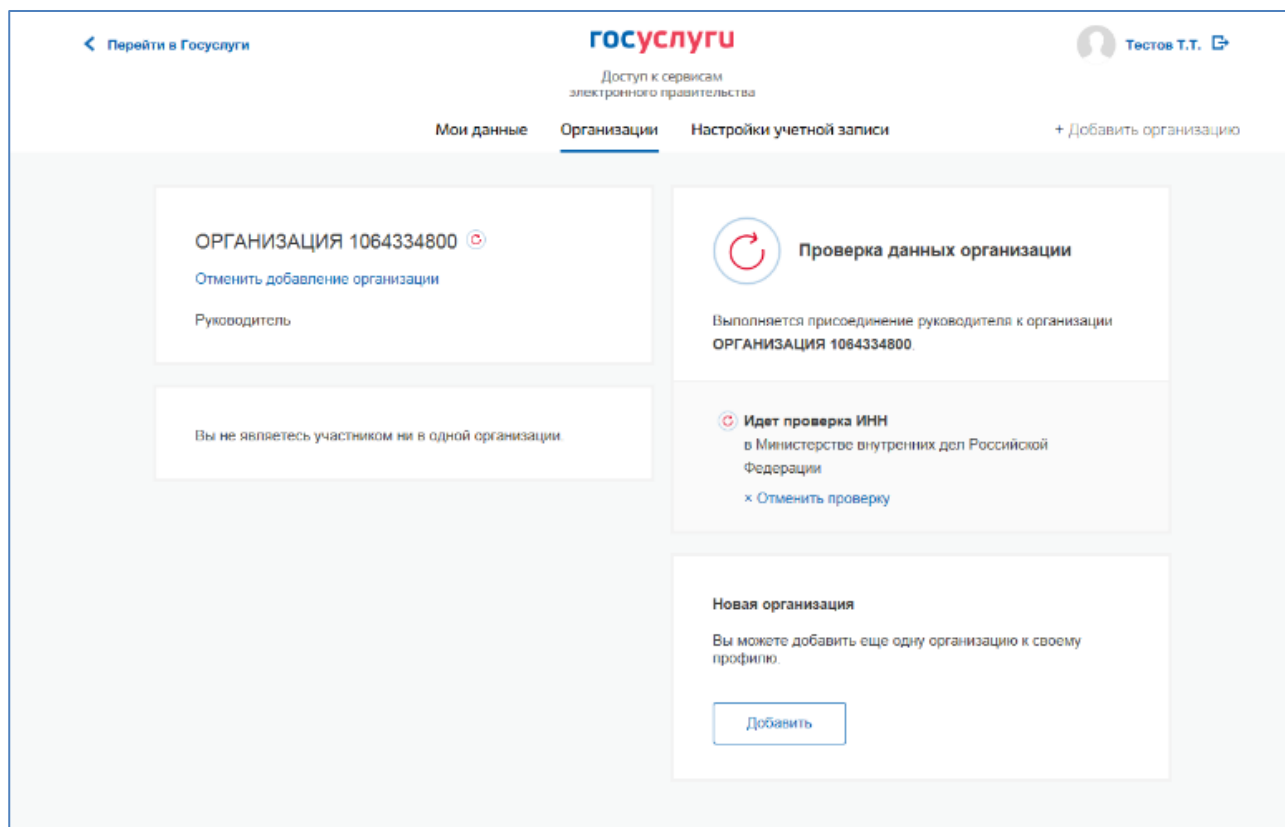 Перейти в Госуслуги
госуслуги
Тестов Т.Т.
Доступ к сервисам
электронного правительства
Мои данные Организации Настройки учетной записи + Добавить организацию
ОРГАНИЗАЦИЯ 1064334800
Отменить добавление организации
Руководитель
Вы не являетесь участником ни в одной организации.
Проверка данных организации
Выполняется присоединение руководителя к организации
ОРГАНИЗАЦИЯ 1064334800.
Идет проверка ИНН
в Министерстве внутренних дел Российской
Федерации
× Отменить проверку
Новая организация
Вы можете добавить еще одну организацию к своему
профилю.
Добавить